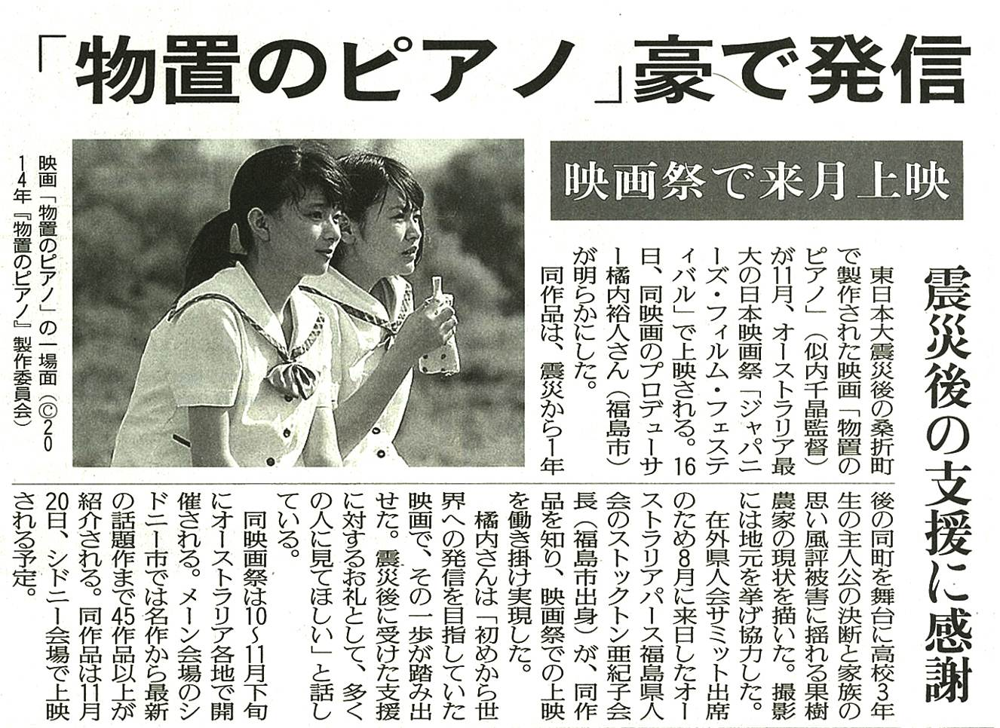 「物置のピアノ」豪で発信
映画祭で来月上映
震災後の支援に感謝
東日本大震災後の桑折町
で製作された映画「物置の
ピアノ」（似内千晶監督）
が11月、オーストラリア最
大の日本映画祭「ジャパニ
ーズ・フィルム・フェステ
ィバル」で上映される。16
日、同映画のプロデューサ
ー橘内裕人さん（福島市）
が明らかにした。
同作品は、震災から1年
後の同町を舞台に高校3年
生の主人公の決断と家族の
思い風評被害に揺れる果樹
農家の現状を描いた。撮影
には地元を挙げ協力した。
在外県人会サミット出席
のため8月に来日したオー
ストラリアパース福島県人
会のストックトン亜紀子会
長（福島市出身）が、同作
品を知り、映画祭での上映
を働き掛け実現した。
橘内さんは「初めから世
界への発信を目指していた
映画で、その一歩が踏み出
せた。震災後に受けた支援
に対するお礼として、多く
の人に見てほしい」と話し
ている。
同映画祭は10〜11月下旬
にオーストラリア各地で開
催される。メーン会場のシ
ドニー市では名作から最新
の話題作まで45作品以上が
紹介される。同作品は11月
20日、シドニー会場で上映
される予定。
映画「物置のピアノ」の一場面（©20
14年『物置のピアノ』製作委員会）